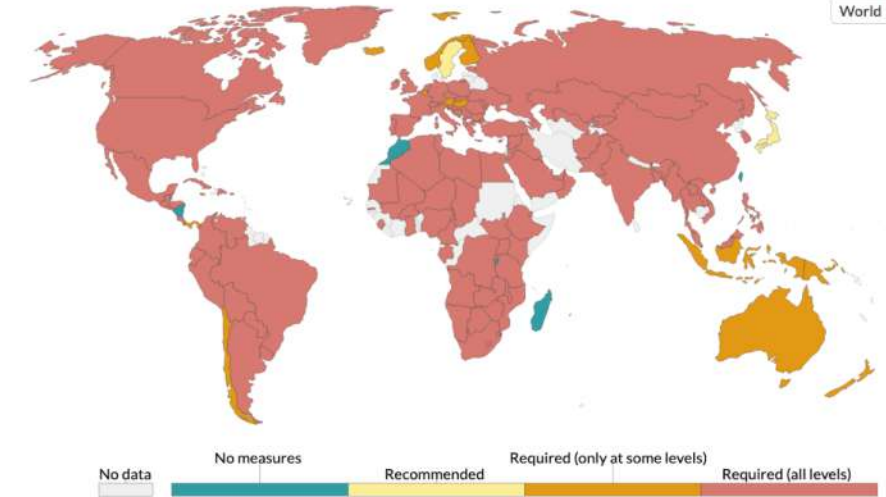 World
No data
No measures
Recommended
Required (only at some levels)
Required (all levels)